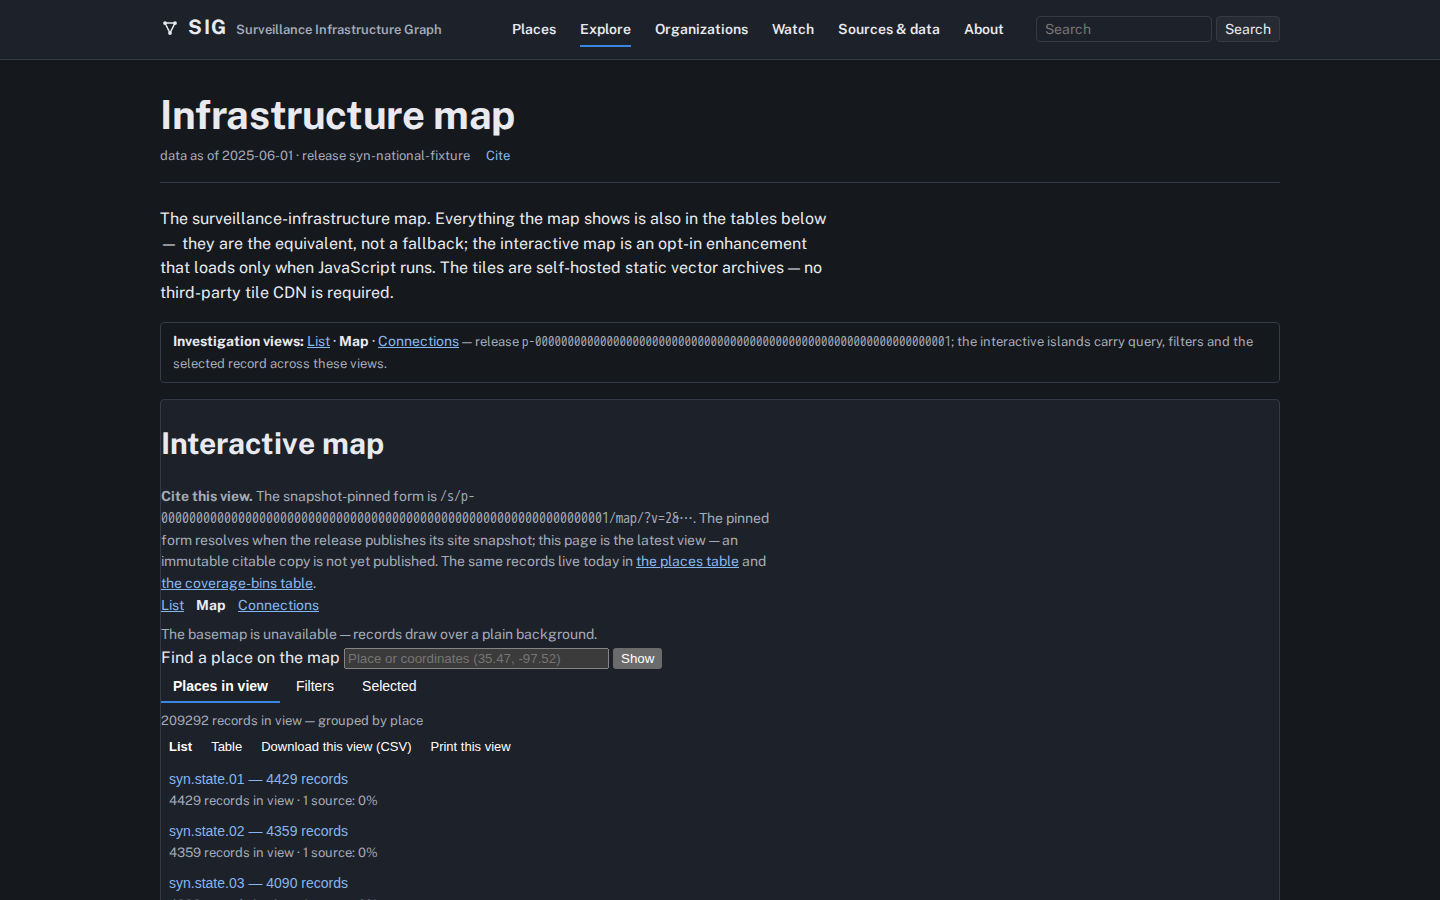 SIG Surveillance Infrastructure Graph Places Explore Organizations Watch Sources & data About Search Search
Infrastructure map
data as of 2025-06-01 · release syn-national-fixture Cite
The surveillance-infrastructure map. Everything the map shows is also in the tables below
— they are the equivalent, not a fallback; the interactive map is an opt-in enhancement
that loads only when JavaScript runs. The tiles are self-hosted static vector archives — no
third-party tile CDN is required.
Investigation views: List · Map · Connections — release p-0000000000000000000000000000000000000000000000000000000000000001; the interactive islands carry query, filters and the
selected record across these views.
Interactive map
Cite this view. The snapshot-pinned form is /s/p-
0000000000000000000000000000000000000000000000000000000000000001/map/?v=2&⋯. The pinned
form resolves when the release publishes its site snapshot; this page is the latest view — an
immutable citable copy is not yet published. The same records live today in the places table and
the coverage-bins table.
List Map Connections
The basemap is unavailable — records draw over a plain background.
Find a place on the map Place or coordinates (35.47, -97.52) Show
Places in view Filters Selected
209292 records in view — grouped by place
List Table Download this view (CSV) Print this view
syn.state.01 — 4429 records
4429 records in view · 1 source: 0%
syn.state.02 — 4359 records
4359 records in view · 1 source: 0%
syn.state.03 — 4090 records